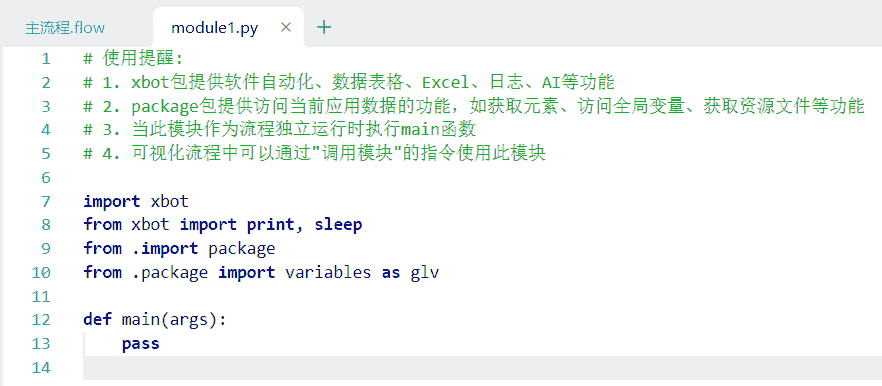 主流程.flow module1.py × +
1 # 使用提醒:
2 # 1. xbot包提供软件自动化、数据表格、Excel、日志、AI等功能
3 # 2. package包提供访问当前应用数据的功能，如获取元素、访问全局变量、获取资源文件等功能
4 # 3. 当此模块作为流程独立运行时执行main函数
5 # 4. 可视化流程中可以通过"调用模块"的指令使用此模块
6
7 import xbot
8 from xbot import print, sleep
9 from .import package
10 from .package import variables as glv
11
12 def main(args):
13     pass
14